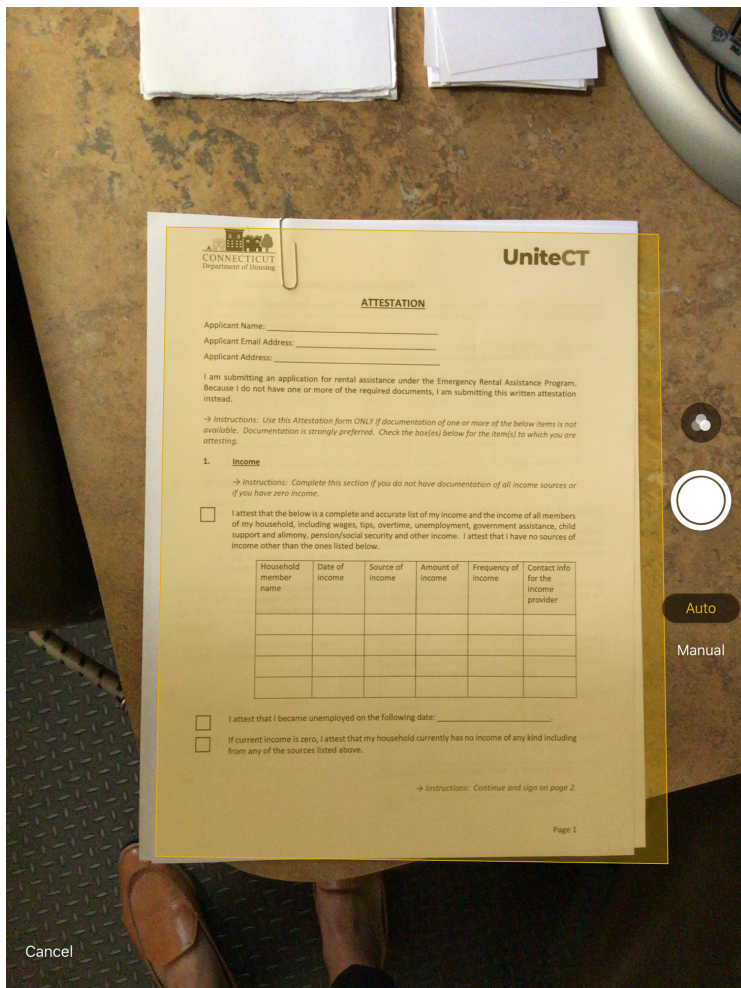 CONNECTICUT
Department of Housing
UniteCT
ATTESTATION
Applicant Name:
Applicant Email Address:
Applicant Address:
I am submitting an application for rental assistance under the Emergency Rental Assistance Program.
Because I do not have one or more of the required documents, I am submitting this written attestation
instead.
→ Instructions: Use this Attestation form ONLY if documentation of one or more of the below items is not
available. Documentation is strongly preferred. Check the box(es) below for the item(s) to which you are
attesting.
1. Income
→ Instructions: Complete this section if you do not have documentation of all income sources or
if you have zero income.
I attest that the below is a complete and accurate list of my income and the income of all members
of my household, including wages, tips, overtime, unemployment, government assistance, child
support and alimony, pension/social security and other income. I attest that I have no sources of
income other than the ones listed below.
Household member name
Date of income
Source of income
Amount of income
Frequency of income
Contact info for the income provider
Auto
Manual
I attest that I became unemployed on the following date: .
If current income is zero, I attest that my household currently has no income of any kind including
from any of the sources listed above.
→ Instructions: Continue and sign on page 2.
Page 1
Cancel